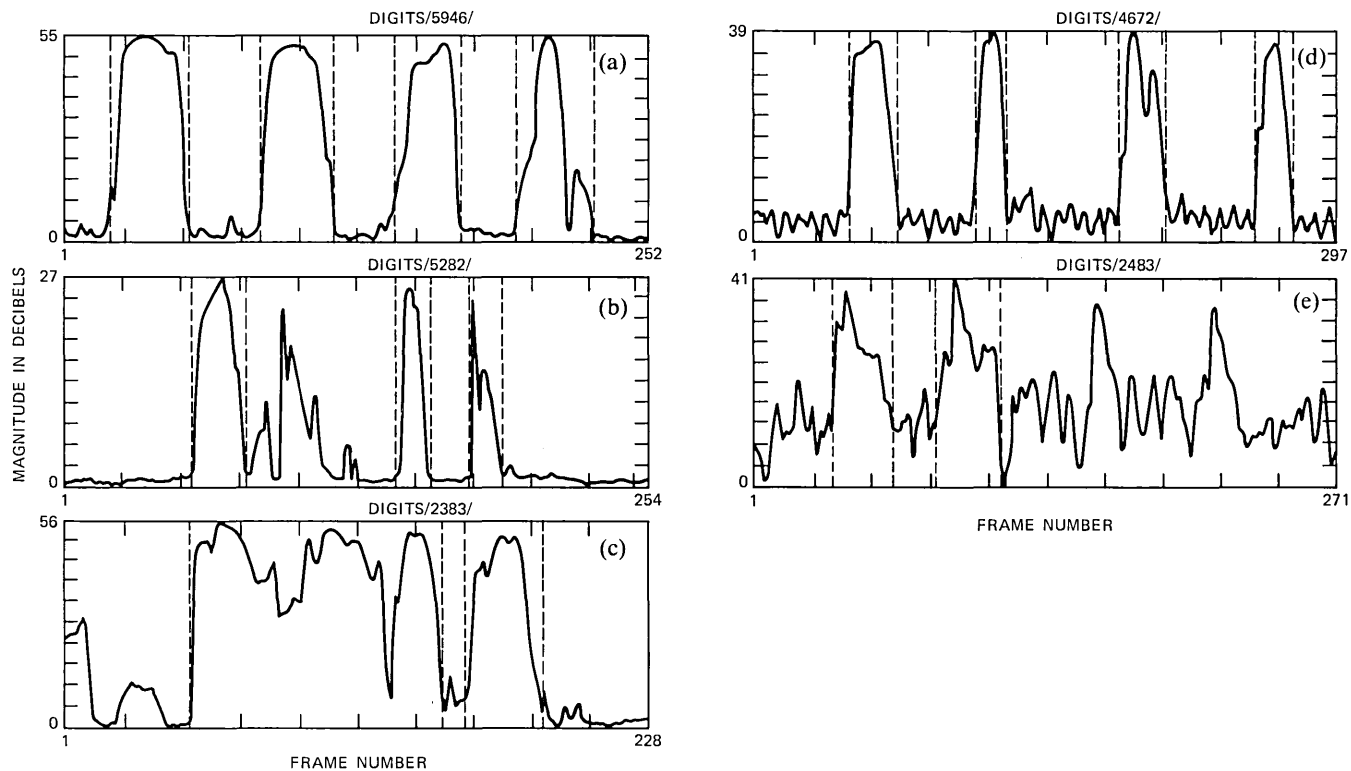 DIGITS/5946/
55
(a)
0
1
252
DIGITS/5282/
27
(b)
0
1
254
DIGITS/2383/
56
(c)
0
1
228
FRAME NUMBER
MAGNITUDE IN DECIBELS
DIGITS/4672/
39
(d)
0
1
297
DIGITS/2483/
41
(e)
0
1
271
FRAME NUMBER